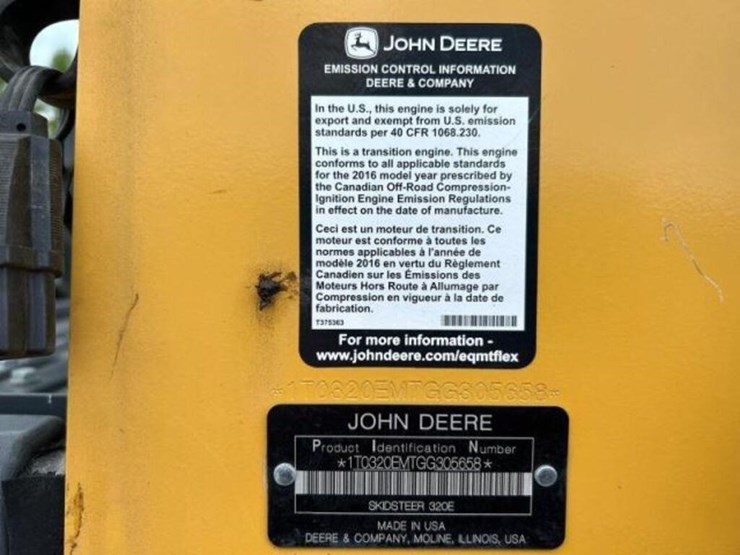 JOHN DEERE
EMISSION CONTROL INFORMATION
DEERE & COMPANY
In the U.S., this engine is solely for
export and exempt from U.S. emission
standards per 40 CFR 1068.230.
This is a transition engine. This engine
conforms to all applicable standards
for the 2016 model year prescribed by
the Canadian Off-Road Compression-
Ignition Engine Emission Regulations
in effect on the date of manufacture.
Ceci est un moteur de transition. Ce
moteur est conforme à toutes les
normes applicables à l'année de
modèle 2016 en vertu du Règlement
Canadien sur les Émissions des
Moteurs Hors Route à Allumage par
Compression en vigueur à la date de
fabrication.
T375363
For more information -
www.johndeere.com/eqmtflex
*1T0320EMTGG305658*
JOHN DEERE
Product Identification Number
*1T0320EMTGG305658*
SKIDSTEER 320E
MADE IN USA
DEERE & COMPANY, MOLINE, ILLINOIS, USA